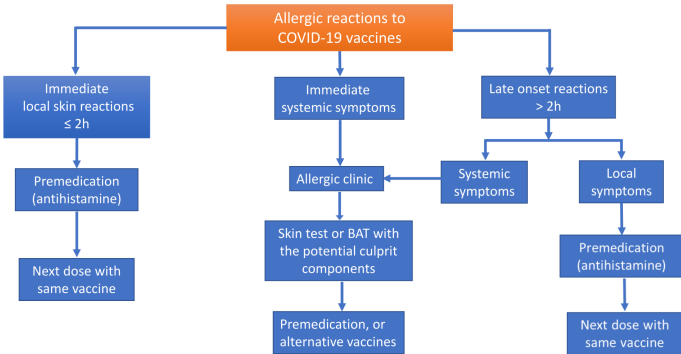 Allergic reactions to
COVID-19 vaccines
Immediate
local skin reactions
≤ 2h
Immediate
systemic symptoms
Late onset reactions
> 2h
Premedication
(antihistamine)
Allergic clinic
Systemic
symptoms
Local
symptoms
Next dose with
same vaccine
Skin test or BAT with
the potential culprit
components
Premedication
(antihistamine)
Premedication, or
alternative vaccines
Next dose with
same vaccine